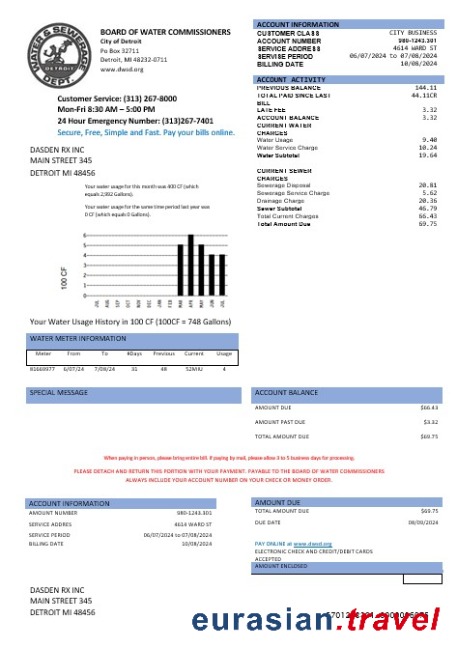 WATER & SEWERAGE
DETROIT
DEPT.
BOARD OF WATER COMMISSIONERS
City of Detroit
Po Box 32711
Detroit, MI 48232-0711
www.dwsd.org
Customer Service: (313) 267-8000
Mon-Fri 8:30 AM – 5:00 PM
24 Hour Emergency Number: (313)267-7401
Secure, Free, Simple and Fast. Pay your bills online.
DASDEN RX INC
MAIN STREET 345
DETROIT MI 48456
ACCOUNT INFORMATION
CUSTOMER CLASS CITY BUSINESS
ACCOUNT NUMBER 980-1243.301
SERVICE ADDRESS 4614 WARD ST
SERVISE PERIOD 06/07/2024 to 07/08/2024
BILLING DATE 10/08/2024
ACCOUNT ACTIVITY
PREVIOUS BALANCE 144.11
TOTAL PAID SINCE LAST 44.11CR
BILL
LATE FEE 3.32
ACCOUNT BALANCE 3.32
CURRENT WATER
CHARGES
Water Usage 9.40
Water Service Charge 10.24
Water Subtotal 19.64
CURRENT SEWER
CHARGES
Sewerage Disposal 20.81
Sewerage Service Charge 5.62
Drainage Charge 20.36
Sewer Subtotal 46.79
Total Current Charges 66.43
Total Amount Due 69.75
Your water usage for this month was 400 CF (which
equals 2,992 Gallons).
Your water usage for the same time period last year was
0 CF (which equals 0 Gallons).
100 CF
6
5
4
3
2
1
0
JUL AUG SEP OCT NOV DEC JAN FEB MAR APR MAY JUN JUL
Your Water Usage History in 100 CF (100CF = 748 Gallons)
WATER METER INFORMATION
Meter From To #Days Previous Current Usage
81669977 6/07/24 7/08/24 31 48 52MIU 4
SPECIAL MESSAGE
ACCOUNT BALANCE
AMOUNT DUE $66.43
AMOUNT PAST DUE $3.32
TOTAL AMOUNT DUE $69.75
When paying in person, please bring entire bill. If paying by mail, please allow 3 to 5 business days for processing.
PLEASE DETACH AND RETURN THIS PORTION WITH YOUR PAYMENT. PAYABLE TO THE BOARD OF WATER COMMISSIONERS
ALWAYS INCLUDE YOUR ACCOUNT NUMBER ON YOUR CHECK OR MONEY ORDER.
ACCOUNT INFORMATION
AMOUNT NUMBER 980-1243.301
SERVICE ADDRES 4614 WARD ST
SERVICE PERIOD 06/07/2024 to 07/08/2024
BILLING DATE 10/08/2024
AMOUNT DUE
TOTAL AMOUNT DUE $69.75
DUE DATE 08/09/2024
PAY ONLINE at www.dwsd.org
ELECTRONIC CHECK AND CREDIT/DEBIT CARDS
ACCEPTED
AMOUNT ENCLOSED
DASDEN RX INC
MAIN STREET 345
DETROIT MI 48456
eurasian.travel